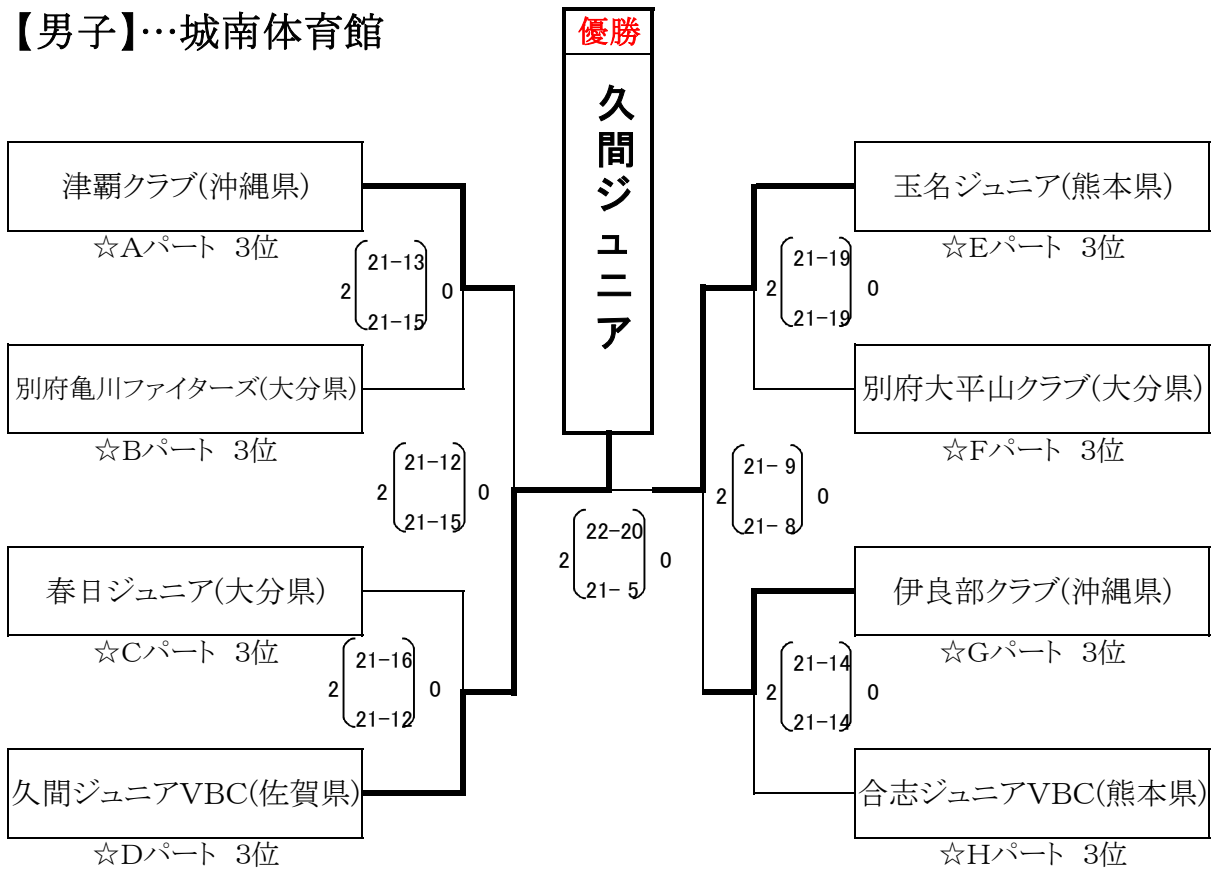 【男子】…城南体育館
優勝
久間ジュニア
津覇クラブ(沖縄県)
☆Aパート 3位
21-13
2 0
21-15
別府亀川ファイターズ(大分県)
☆Bパート 3位
21-12
2 0
21-15
春日ジュニア(大分県)
☆Cパート 3位
21-16
2 0
21-12
久間ジュニアVBC(佐賀県)
☆Dパート 3位
22-20
2 0
21- 5
玉名ジュニア(熊本県)
☆Eパート 3位
21-19
2 0
21-19
別府大平山クラブ(大分県)
☆Fパート 3位
21- 9
2 0
21- 8
伊良部クラブ(沖縄県)
☆Gパート 3位
21-14
2 0
21-14
合志ジュニアVBC(熊本県)
☆Hパート 3位